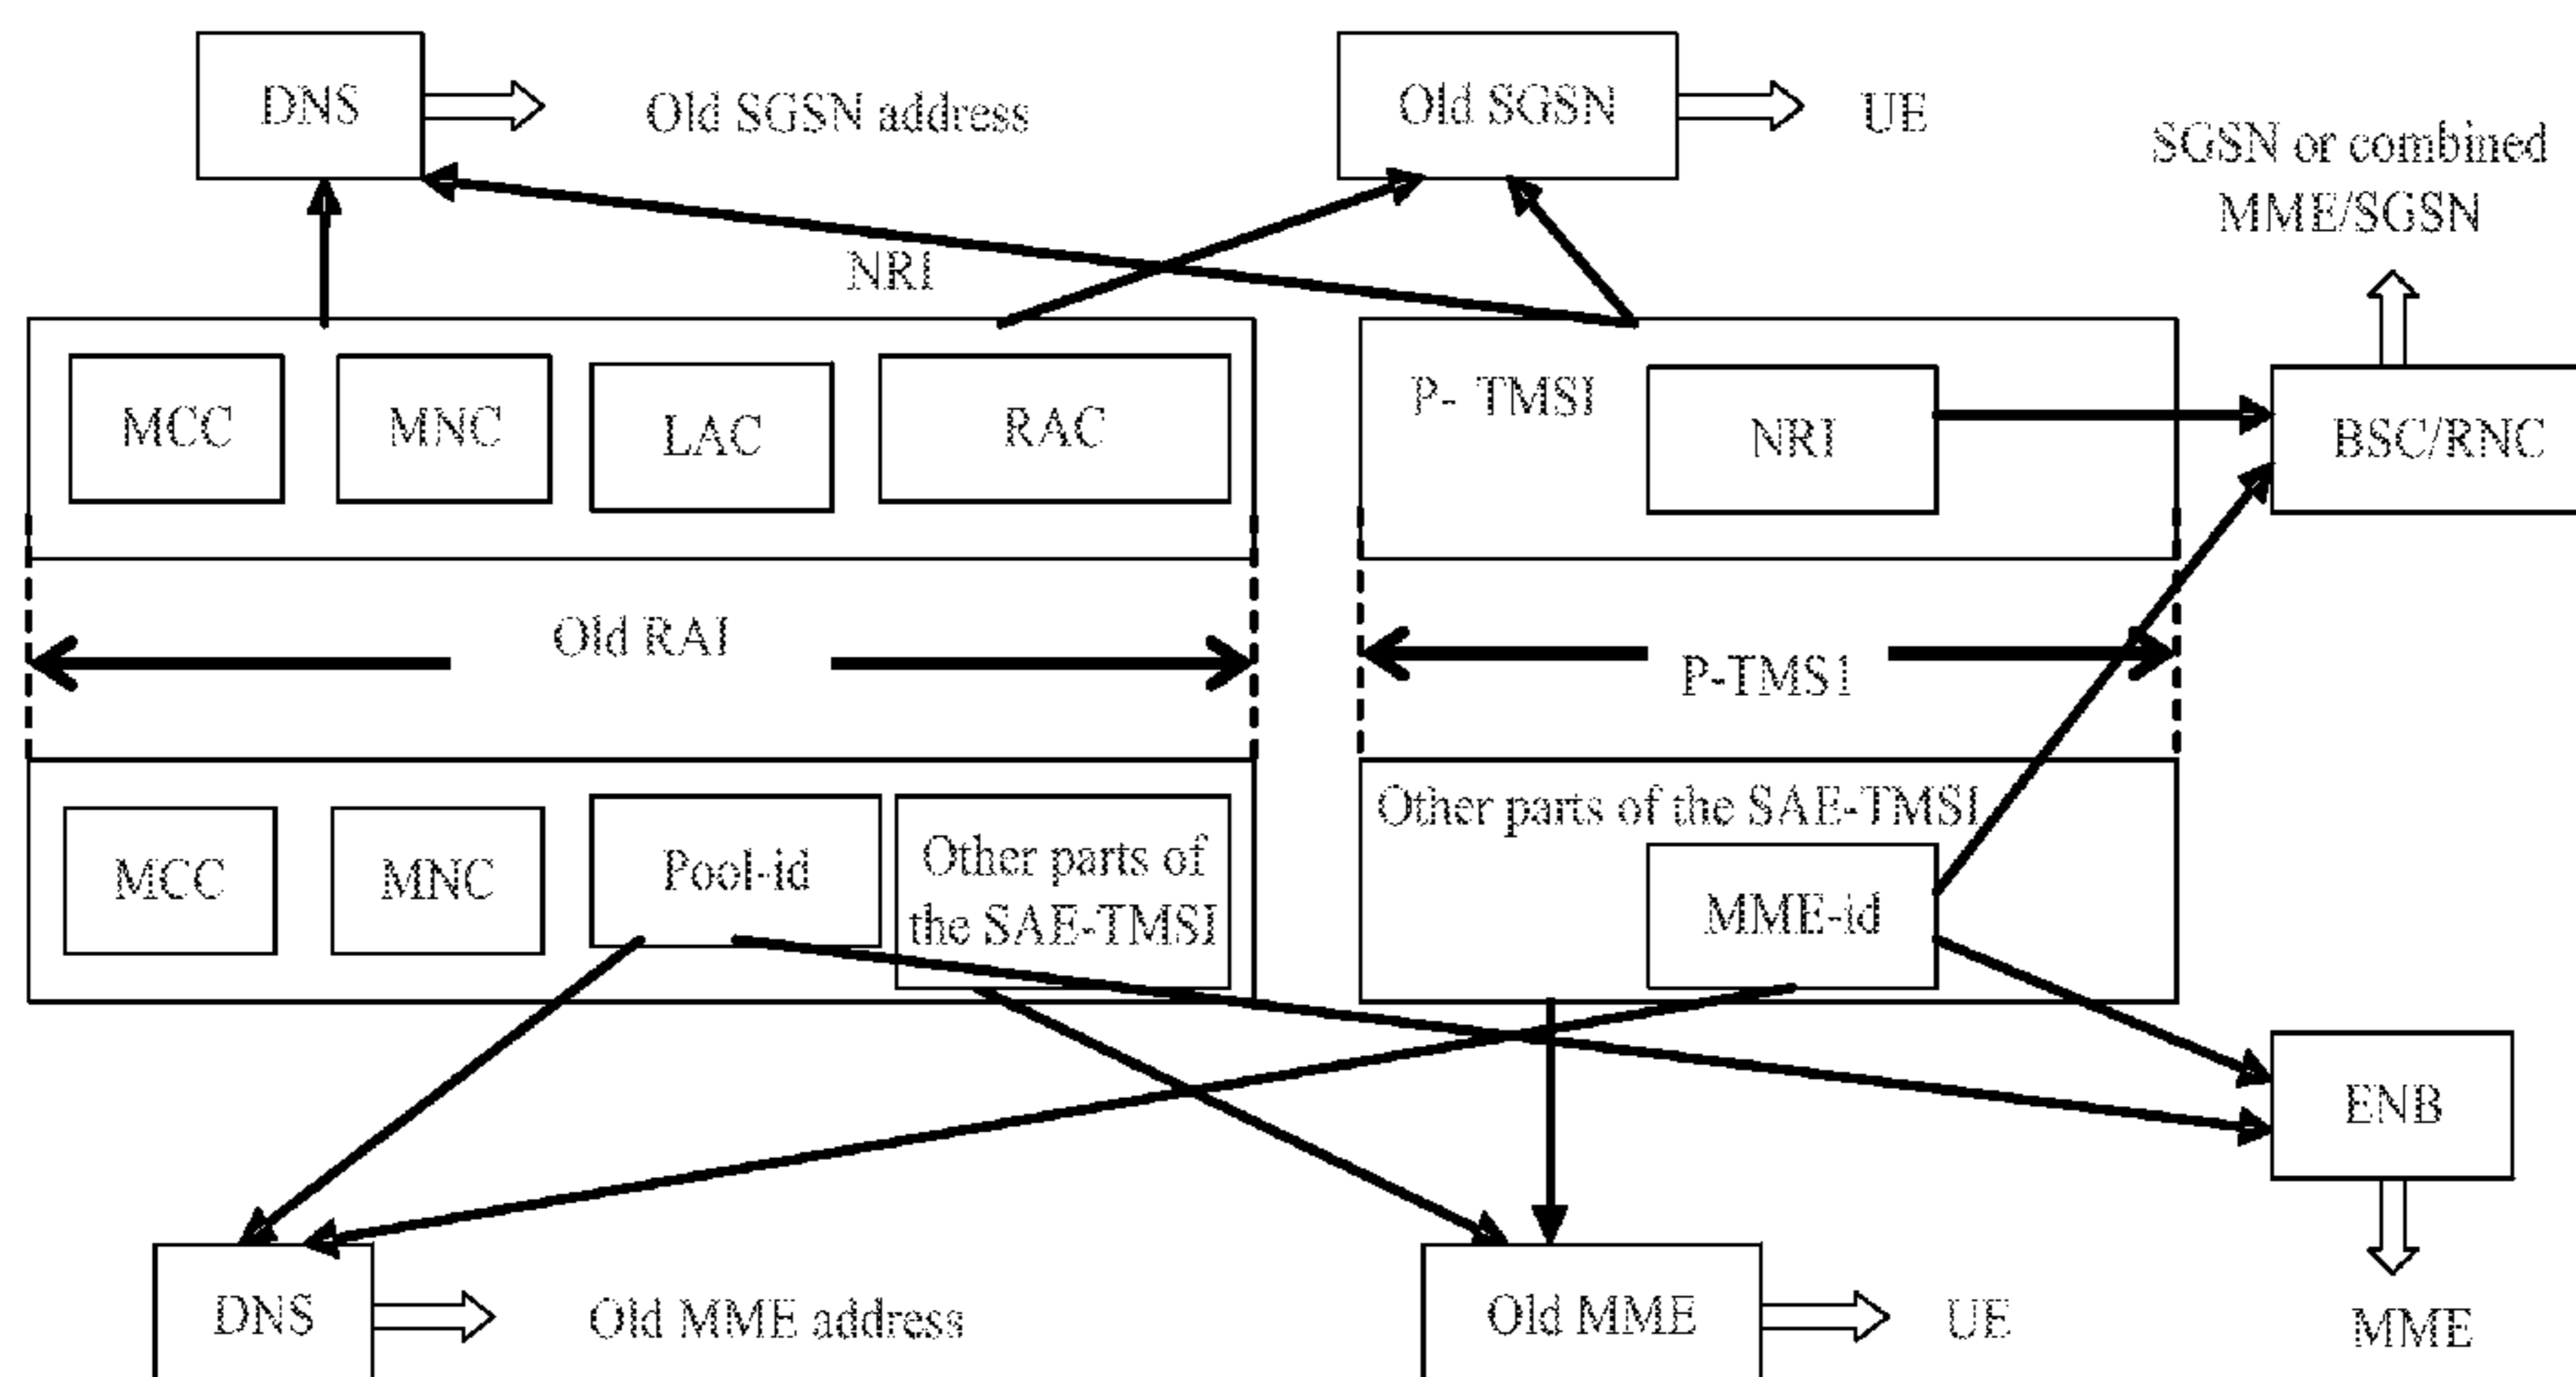 DNS
Old SGSN address
Old SGSN
UE
SGSN or combined
MME/SGSN
NRI
MCC
MNC
LAC
RAC
P- TMSI
NRI
BSC/RNC
Old RAI
P-TMS1
MCC
MNC
Pool-id
Other parts of
the SAE-TMSI
Other parts of the SAE-TMSI
MME-id
ENB
DNS
Old MME address
Old MME
UE
MME